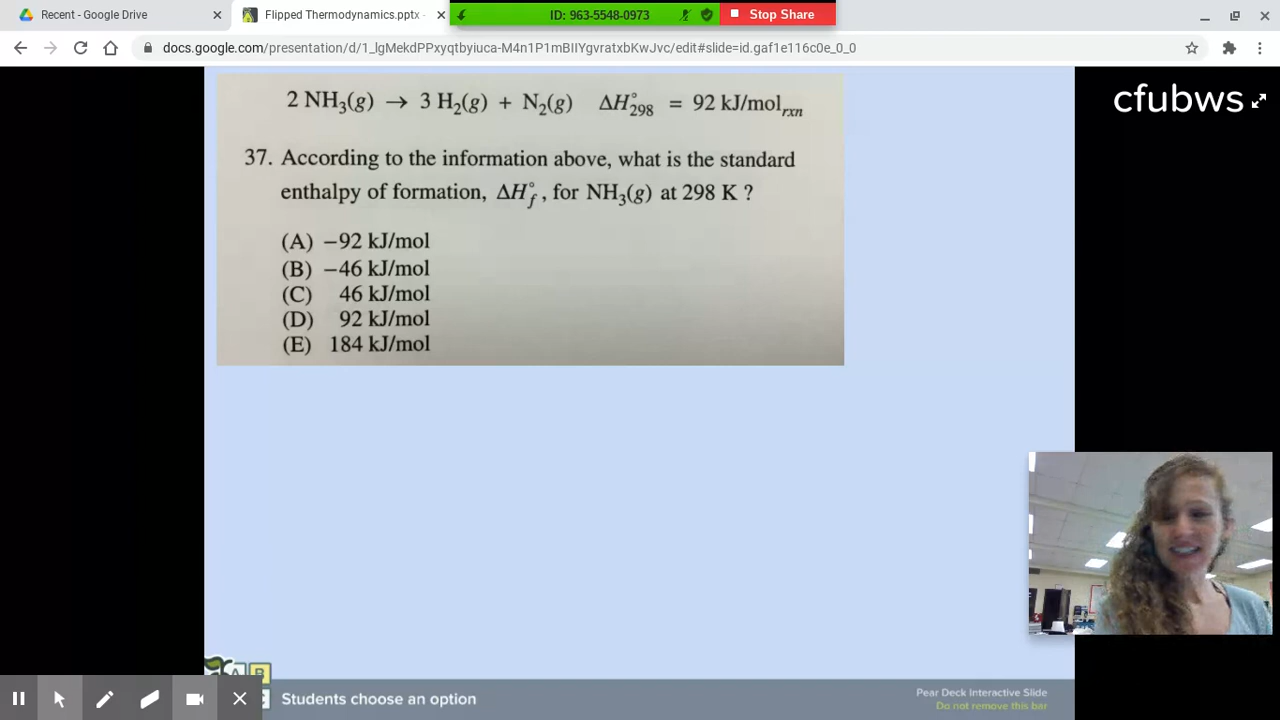 Recent - Google Drive
Flipped Thermodynamics.pptx -
ID: 963-5548-0973
Stop Share
docs.google.com/presentation/d/1_lgMekdPPxyqtbyiuca-M4n1P1mBIIYgvratxbKwJvc/edit#slide=id.gaf1e116c0e_0_0
cfubws
2 NH₃(g) → 3 H₂(g) + N₂(g) ΔH°₂₉₈ = 92 kJ/molᵣₓₙ
37. According to the information above, what is the standard
enthalpy of formation, ΔH°f, for NH₃(g) at 298 K ?
(A) −92 kJ/mol
(B) −46 kJ/mol
(C) 46 kJ/mol
(D) 92 kJ/mol
(E) 184 kJ/mol
A B
Students choose an option
Pear Deck Interactive Slide
Do not remove this bar